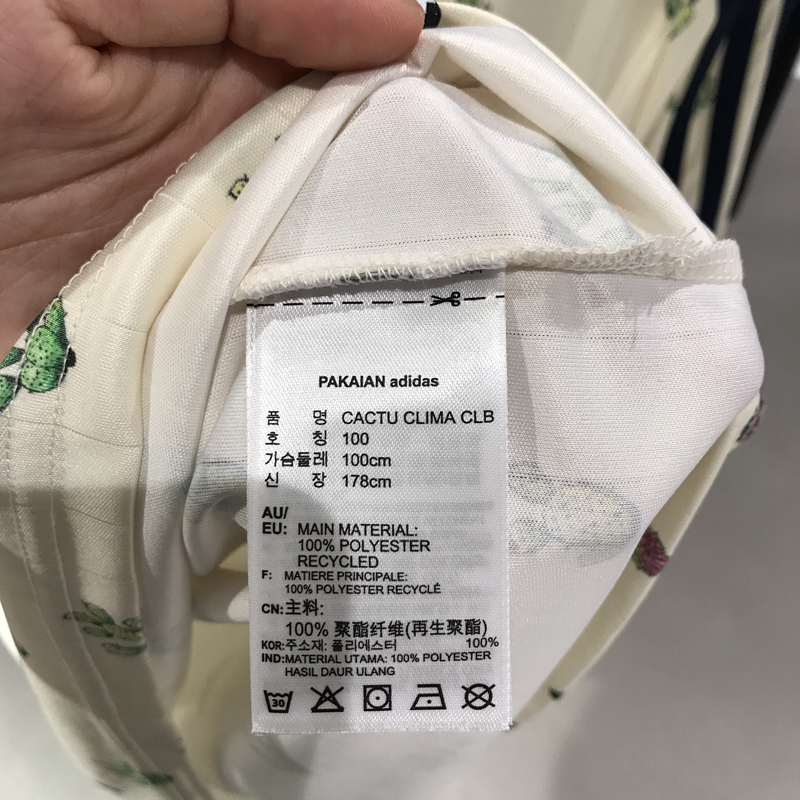 PAKAIAN adidas
품 명 CACTU CLIMA CLB
호 칭 100
가슴둘레 100cm
신 장 178cm
AU/
EU: MAIN MATERIAL:
100% POLYESTER
RECYCLED
F: MATIERE PRINCIPALE:
100% POLYESTER RECYCLÉ
CN:主料:
100% 聚酯纤维(再生聚酯)
KOR:주소재: 폴리에스터 100%
IND:MATERIAL UTAMA: 100% POLYESTER
HASIL DAUR ULANG
30